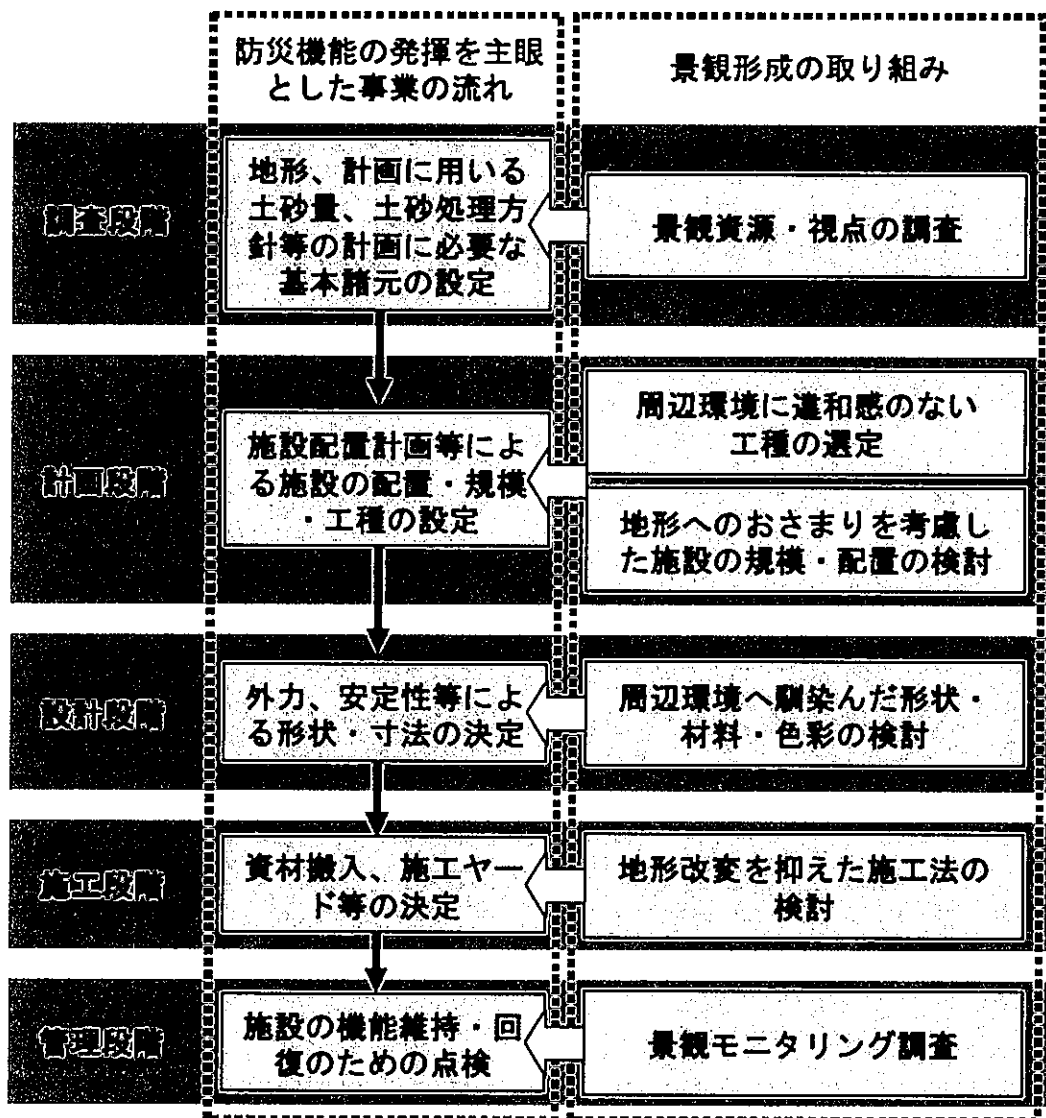 防災機能の発揮を主眼
とした事業の流れ
景観形成の取り組み
調査段階
地形、計画に用いる
土砂量、土砂処理方
針等の計画に必要な
基本諸元の設定
景観資源・視点の調査
計画段階
施設配置計画等によ
る施設の配置・規模
・工種の設定
周辺環境に違和感のない
工種の選定
地形へのおさまりを考慮し
た施設の規模・配置の検討
設計段階
外力、安定性等によ
る形状・寸法の決定
周辺環境へ馴染んだ形状・
材料・色彩の検討
施工段階
資材搬入、施工ヤー
ド等の決定
地形改変を抑えた施工法の
検討
管理段階
施設の機能維持・回
復のための点検
景観モニタリング調査